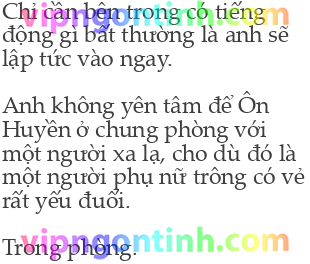 Chỉ cần bên trong có tiếng
vipngontinh.com
động gì bất thường là anh sẽ
lập tức vào ngay.
Anh không yên tâm để Ôn
Huyền ở chung phòng với
một người xa lạ, cho dù đó là
một người phụ nữ trông có vẻ
rất yếu đuối.
Trong phòng.
vipngontinh.com